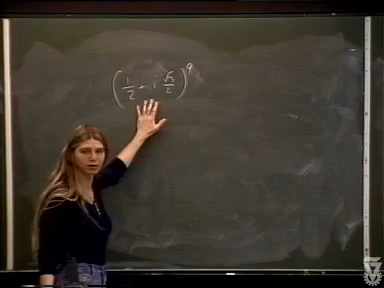 (1/2 - i √3/2)^9